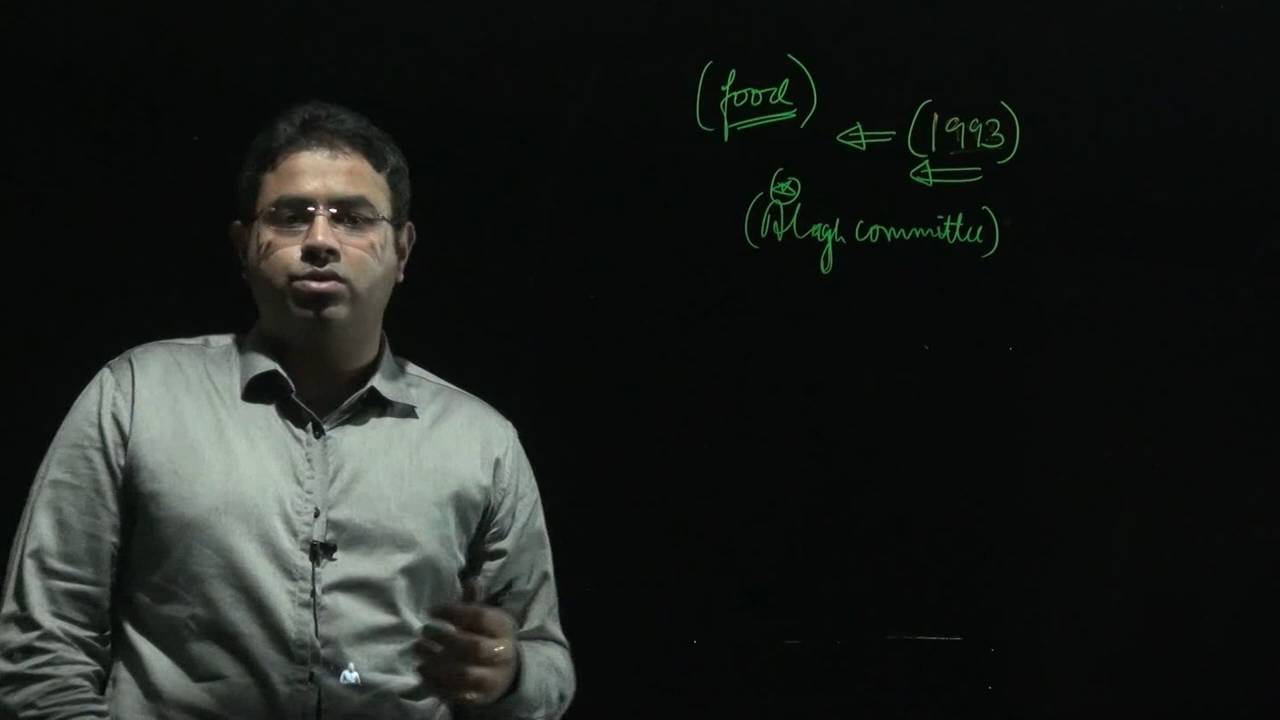 (food)
⇐ (1993)
⇐
(Alagh committee)